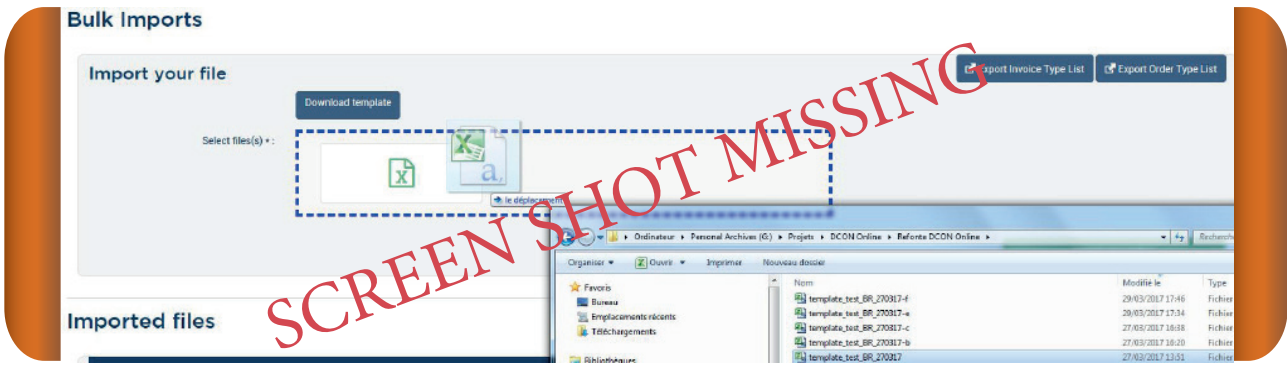 Bulk Imports
Import your file
Export Invoice Type List
Export Order Type List
Download template
Select files(s) * :
a,
le déplacement
SCREEN SHOT MISSING
Ordinateur ▸ Personal Archives (G:) ▸ Projets ▸ DCON Online ▸ Refonte DCON Online ▸
Organiser
Ouvrir
Imprimer
Nouveau dossier
Favoris
Bureau
Emplacements récents
Téléchargements
Bibliothèques
Nom
Modifié le
Type
template_test_BR_270317-f
29/03/2017 17:46
Fichier
template_test_BR_270317-e
29/03/2017 17:34
Fichier
template_test_BR_270317-c
27/03/2017 16:38
Fichier
template_test_BR_270317-b
27/03/2017 16:20
Fichier
template_test_BR_270317
27/03/2017 13:51
Fichier
Imported files